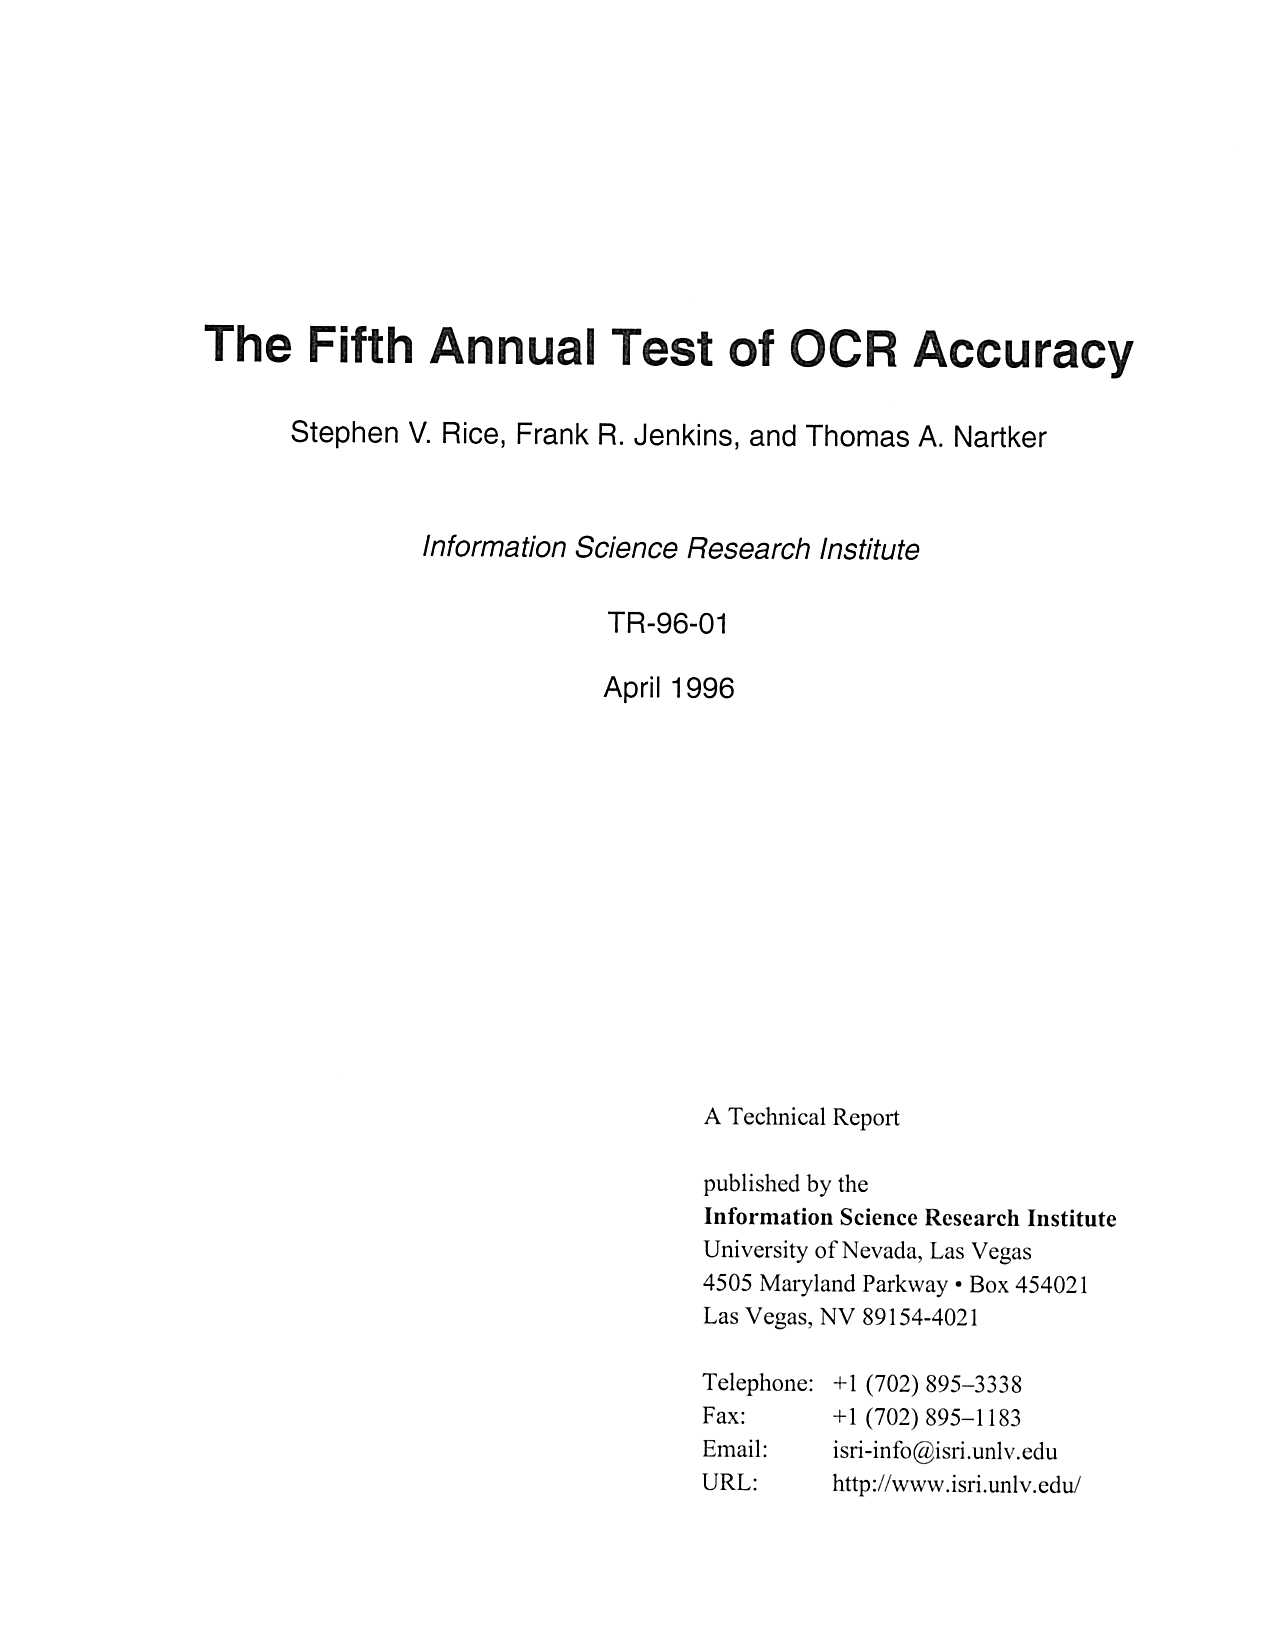 The Fifth Annual Test of OCR Accuracy
Stephen V. Rice, Frank R. Jenkins, and Thomas A. Nartker
Information Science Research Institute
TR-96-01
April 1996
A Technical Report
published by the
Information Science Research Institute
University of Nevada, Las Vegas
4505 Maryland Parkway • Box 454021
Las Vegas, NV 89154-4021
Telephone: +1 (702) 895–3338
Fax: +1 (702) 895–1183
Email: isri-info@isri.unlv.edu
URL: http://www.isri.unlv.edu/